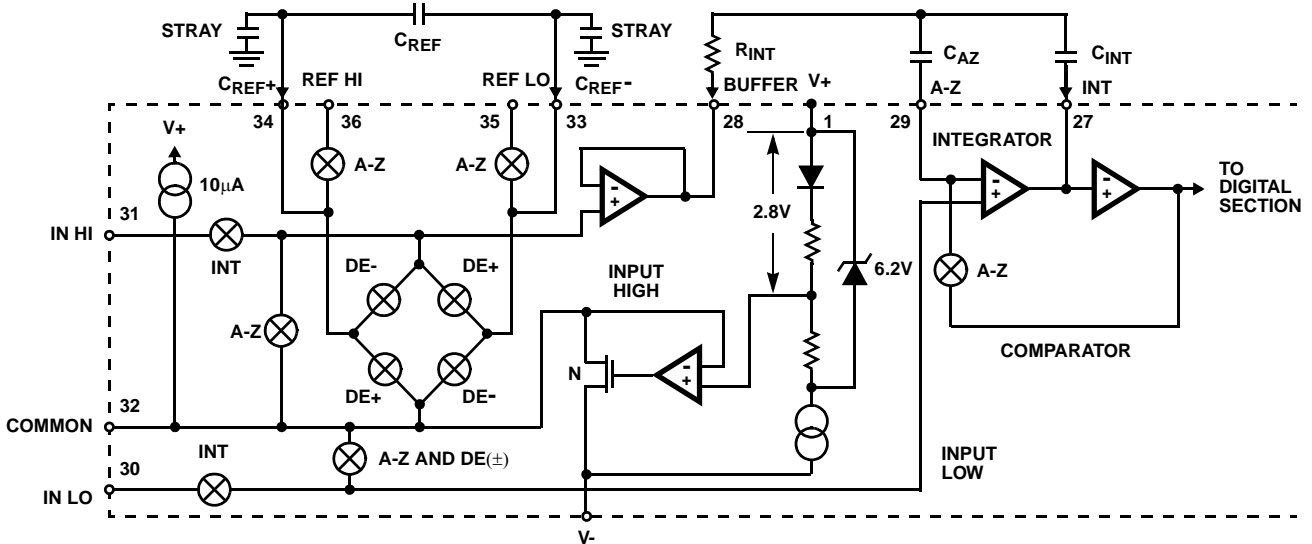 STRAY
CREF
STRAY
RINT
CAZ
CINT
CREF+
REF HI
REF LO
CREF-
BUFFER
V+
A-Z
INT
34
36
35
33
28
1
29
27
V+
10µA
A-Z
A-Z
-
+
2.8V
6.2V
INTEGRATOR
-
+
-
TO
DIGITAL
SECTION
31
IN HI
INT
DE-
DE+
INPUT
HIGH
A-Z
A-Z
DE+
DE-
N
-
+
COMPARATOR
32
COMMON
INT
A-Z AND DE(±)
INPUT
LOW
30
IN LO
V-